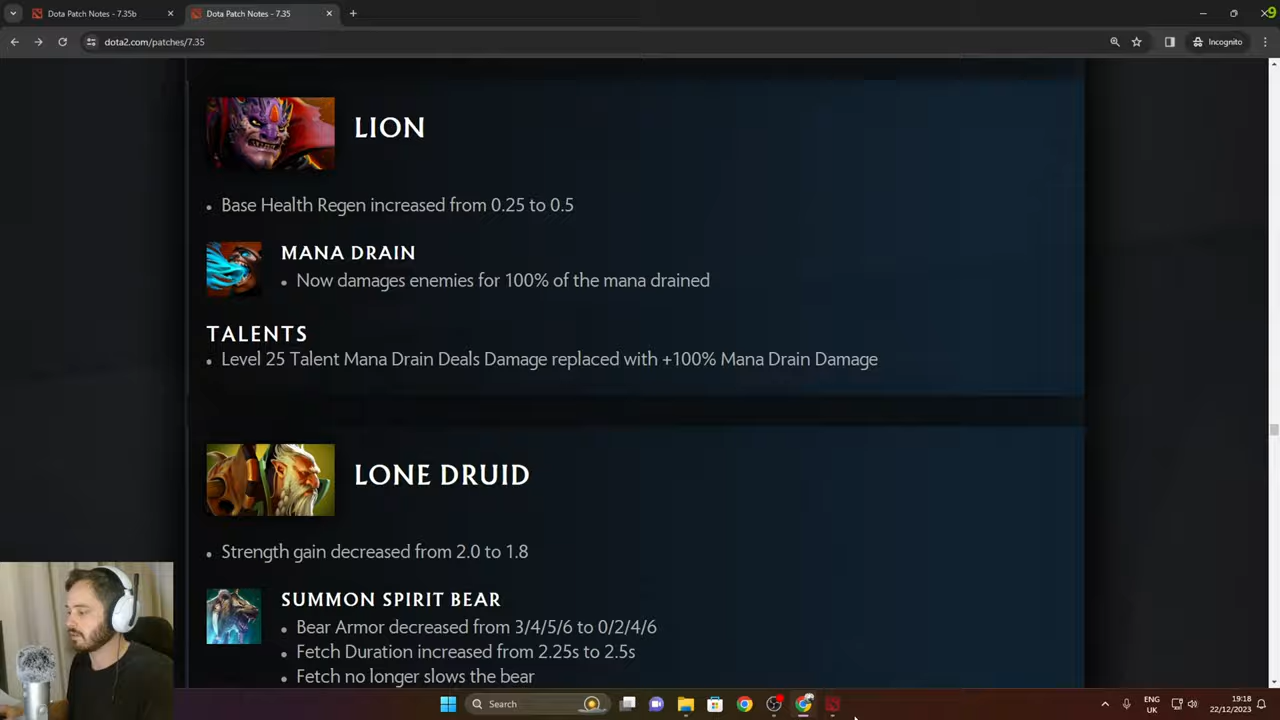 Dota Patch Notes - 7.35b
Dota Patch Notes - 7.35
dota2.com/patches/7.35
Incognito
LION
Base Health Regen increased from 0.25 to 0.5
MANA DRAIN
Now damages enemies for 100% of the mana drained
TALENTS
Level 25 Talent Mana Drain Deals Damage replaced with +100% Mana Drain Damage
LONE DRUID
Strength gain decreased from 2.0 to 1.8
SUMMON SPIRIT BEAR
Bear Armor decreased from 3/4/5/6 to 0/2/4/6
Fetch Duration increased from 2.25s to 2.5s
Fetch no longer slows the bear
Search
ENG
UK
19:18
22/12/2023